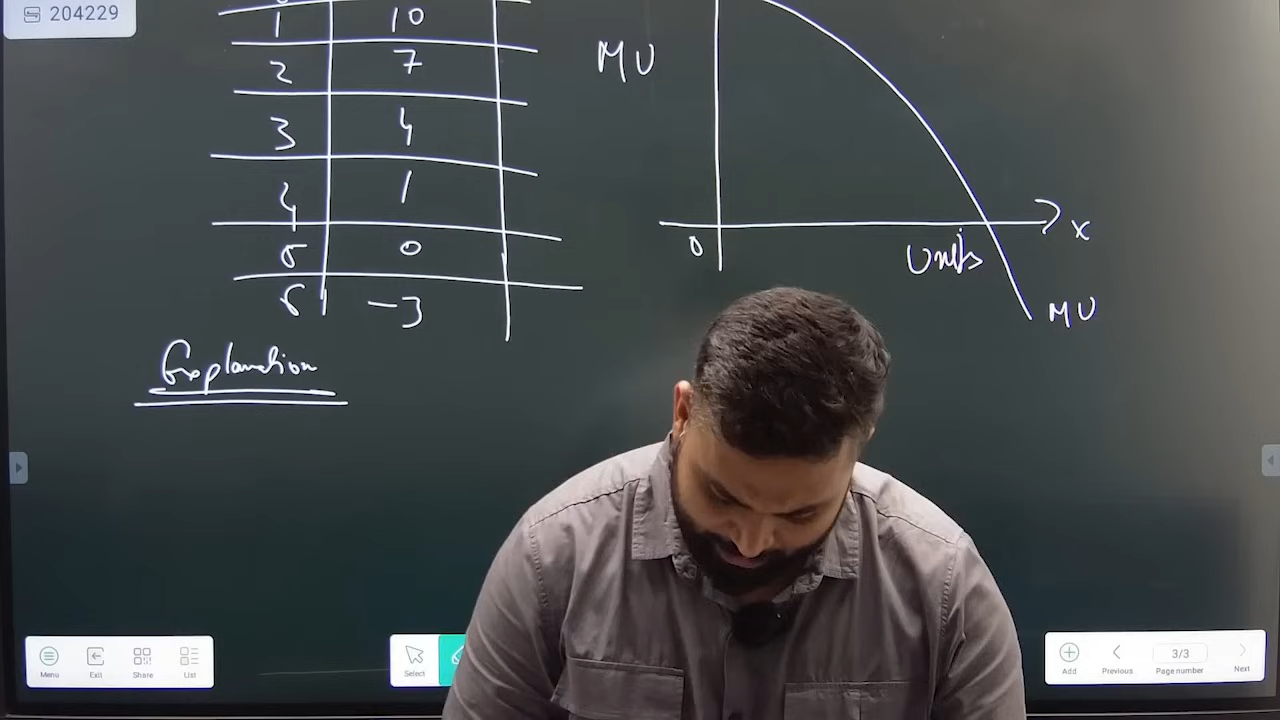 204229
1 10
2 7
3 4
4 1
5 0
6 -3
MU
0
Units
x
MU
Explanation
Menu
Exit
Share
List
Select
Add
Previous
3/3
Page number
Next